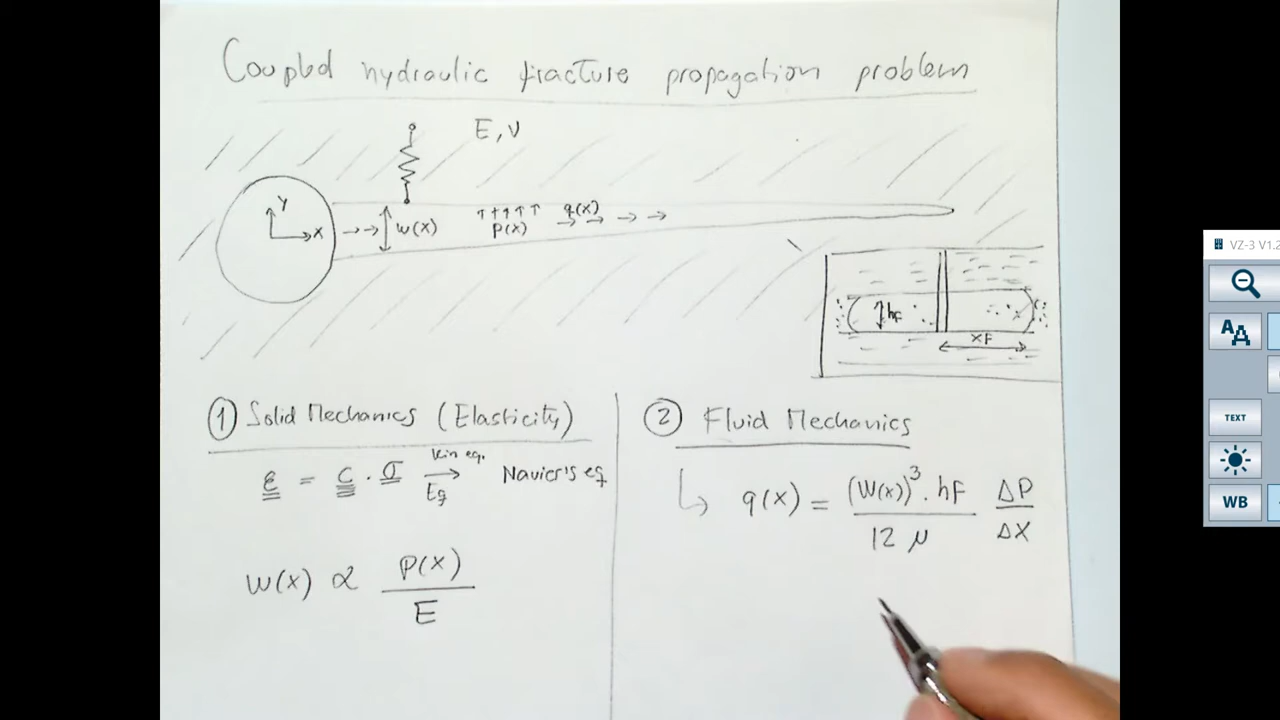 Coupled hydraulic fracture propagation problem
E, ν
Y
X
w(x)
P(x)
q(x)
hf
XF
① Solid Mechanics (Elasticity)
ε = C . σ Kin eq. → Eq Navier's eq
w(x) ∝ P(x) / E
② Fluid Mechanics
q(x) = (W(x))³ . hf / 12 μ ΔP / ΔX
VZ-3 V1.2
AA
TEXT
WB